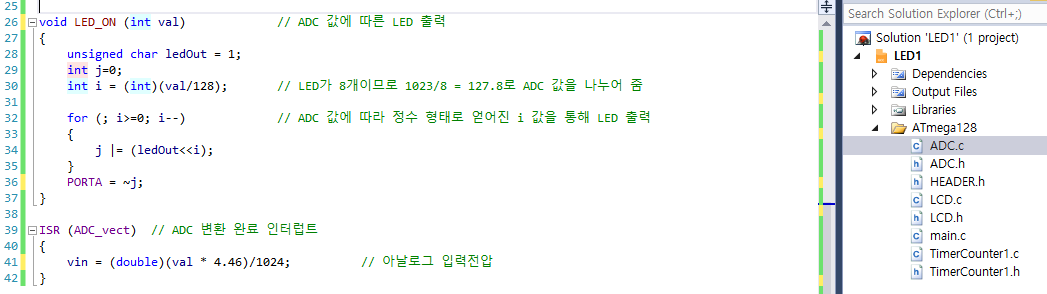 25
26 void LED_ON (int val) // ADC 값에 따른 LED 출력
27 {
28 unsigned char ledOut = 1;
29 int j=0;
30 int i = (int)(val/128); // LED가 8개이므로 1023/8 = 127.8로 ADC 값을 나누어 줌
31
32 for (; i>=0; i--) // ADC 값에 따라 정수 형태로 얻어진 i 값을 통해 LED 출력
33 {
34 j |= (ledOut<<i);
35 }
36 PORTA = ~j;
37 }
38
39 ISR (ADC_vect) // ADC 변환 완료 인터럽트
40 {
41 vin = (double)(val * 4.46)/1024; // 아날로그 입력전압
42 }
Search Solution Explorer (Ctrl+;)
Solution 'LED1' (1 project)
LED1
Dependencies
Output Files
Libraries
ATmega128
ADC.c
ADC.h
HEADER.h
LCD.c
LCD.h
main.c
TimerCounter1.c
TimerCounter1.h